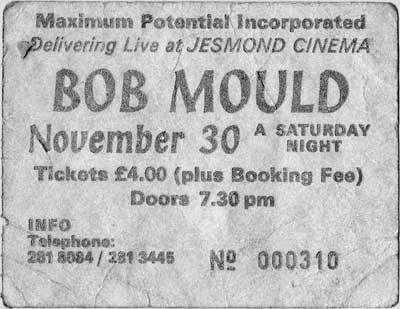 Maximum Potential Incorporated
Delivering Live at JESMOND CINEMA
BOB MOULD
November 30 A SATURDAY NIGHT
Tickets £4.00 (plus Booking Fee)
Doors 7.30 pm
INFO
Telephone:
281 8084 / 281 3445 Nº 000310